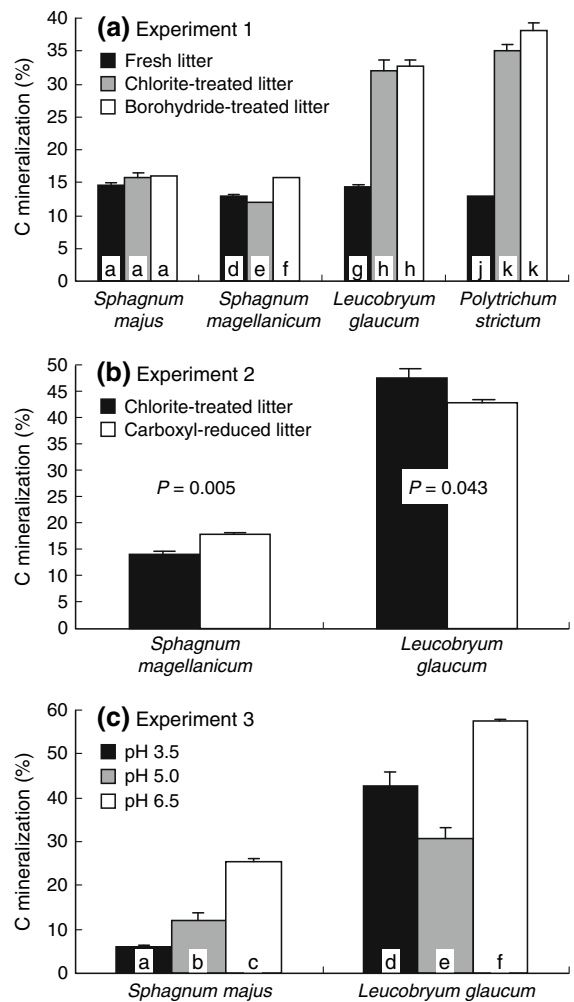 (a) Experiment 1
Fresh litter
Chlorite-treated litter
Borohydride-treated litter
C mineralization (%)
40
35
30
25
20
15
10
5
0
a a a d e f g h h j k k
Sphagnum majus
Sphagnum magellanicum
Leucobryum glaucum
Polytrichum strictum
(b) Experiment 2
Chlorite-treated litter
Carboxyl-reduced litter
C mineralization (%)
50
45
40
35
30
25
20
15
10
5
0
P = 0.005
P = 0.043
Sphagnum magellanicum
Leucobryum glaucum
(c) Experiment 3
pH 3.5
pH 5.0
pH 6.5
C mineralization (%)
60
50
40
30
20
10
0
a b c d e f
Sphagnum majus
Leucobryum glaucum